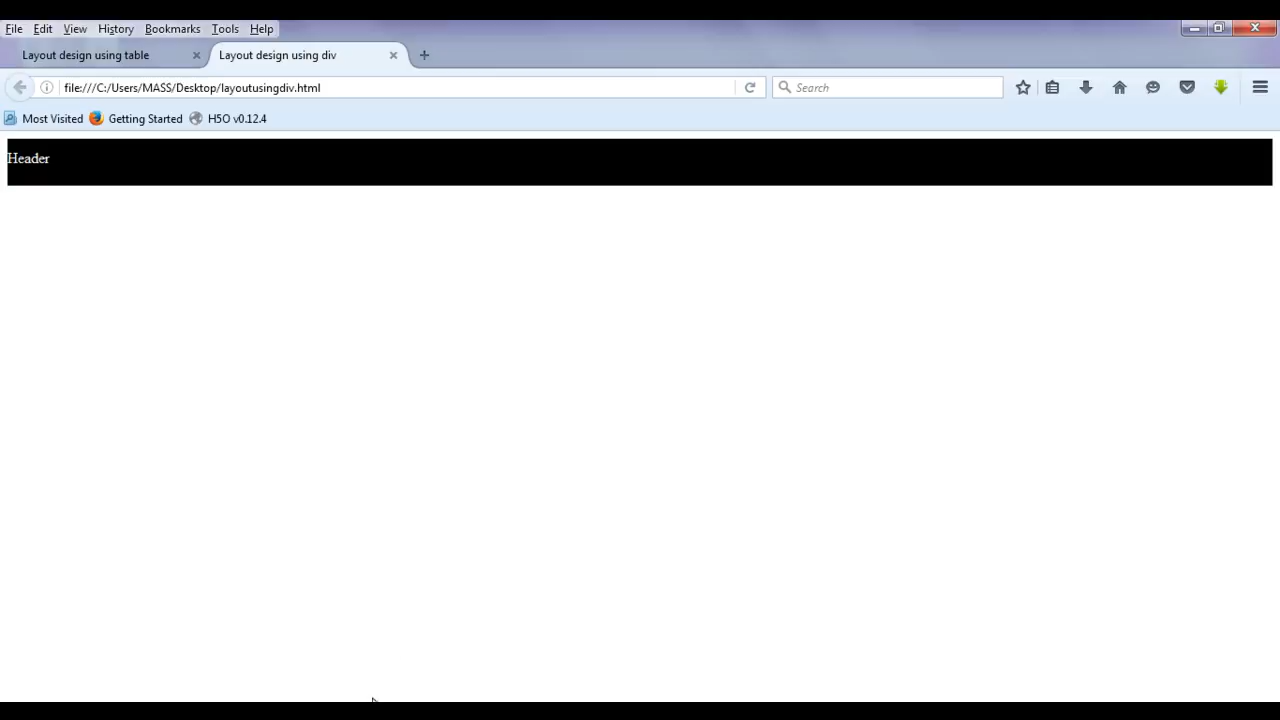 File Edit View History Bookmarks Tools Help
Layout design using table Layout design using div
file:///C:/Users/MASS/Desktop/layoutusingdiv.html Search
Most Visited Getting Started H5O v0.12.4
Header